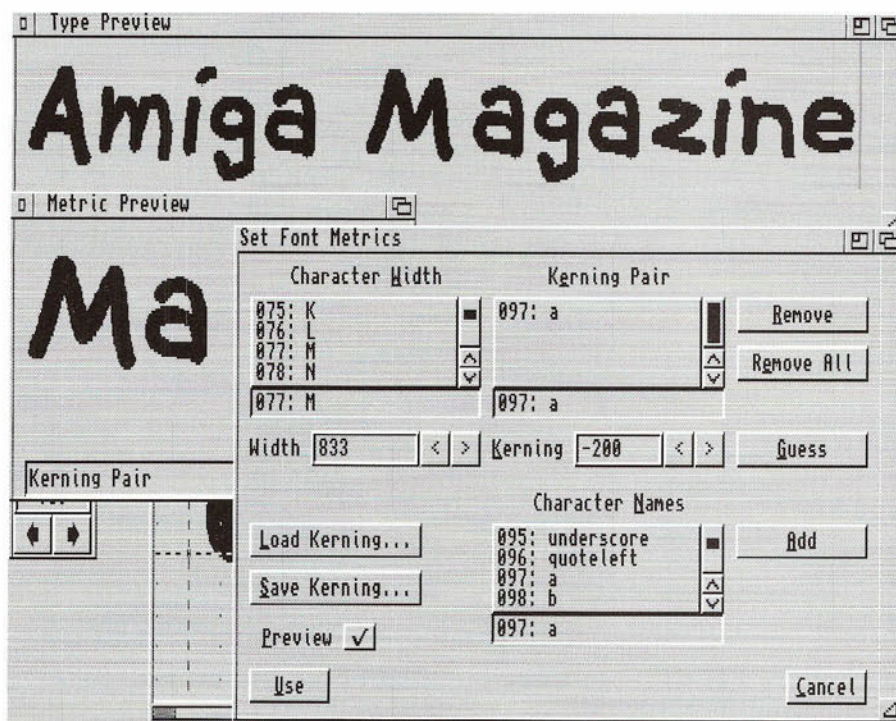 Type Preview
Amiga Magazine
Metric Preview
Ma
Kerning Pair
Set Font Metrics
Character Width
075: K
076: L
077: M
078: N
077: M
Kerning Pair
097: a
097: a
Remove
Remove All
Width 833 < >
Kerning -200 < >
Guess
Character Names
Load Kerning...
Save Kerning...
Preview
095: underscore
096: quoteleft
097: a
098: b
097: a
Add
Use
Cancel